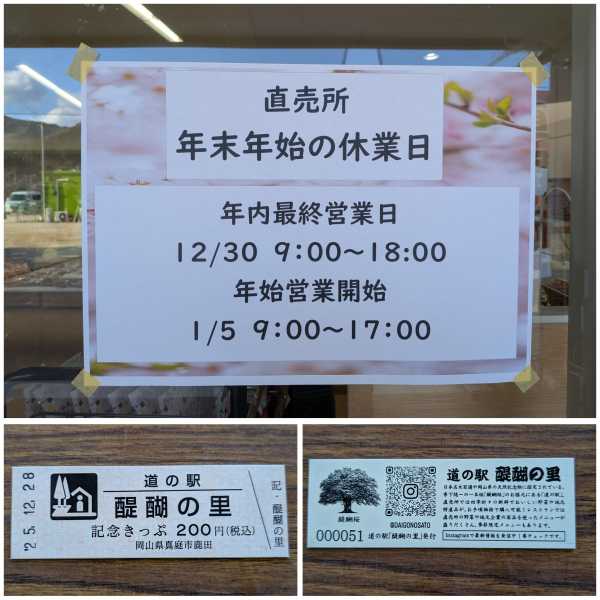 直売所
年末年始の休業日
年内最終営業日
12/30 9:00～18:00
年始営業開始
1/5 9:00～17:00
25.12.28
道の駅
醍醐の里
記念きっぷ 200円(税込)
岡山県真庭市鹿田
記・醍醐の里
道の駅 醍醐の里
醍醐桜
@DAIGONOSATO
000051 道の駅「醍醐の里」発行